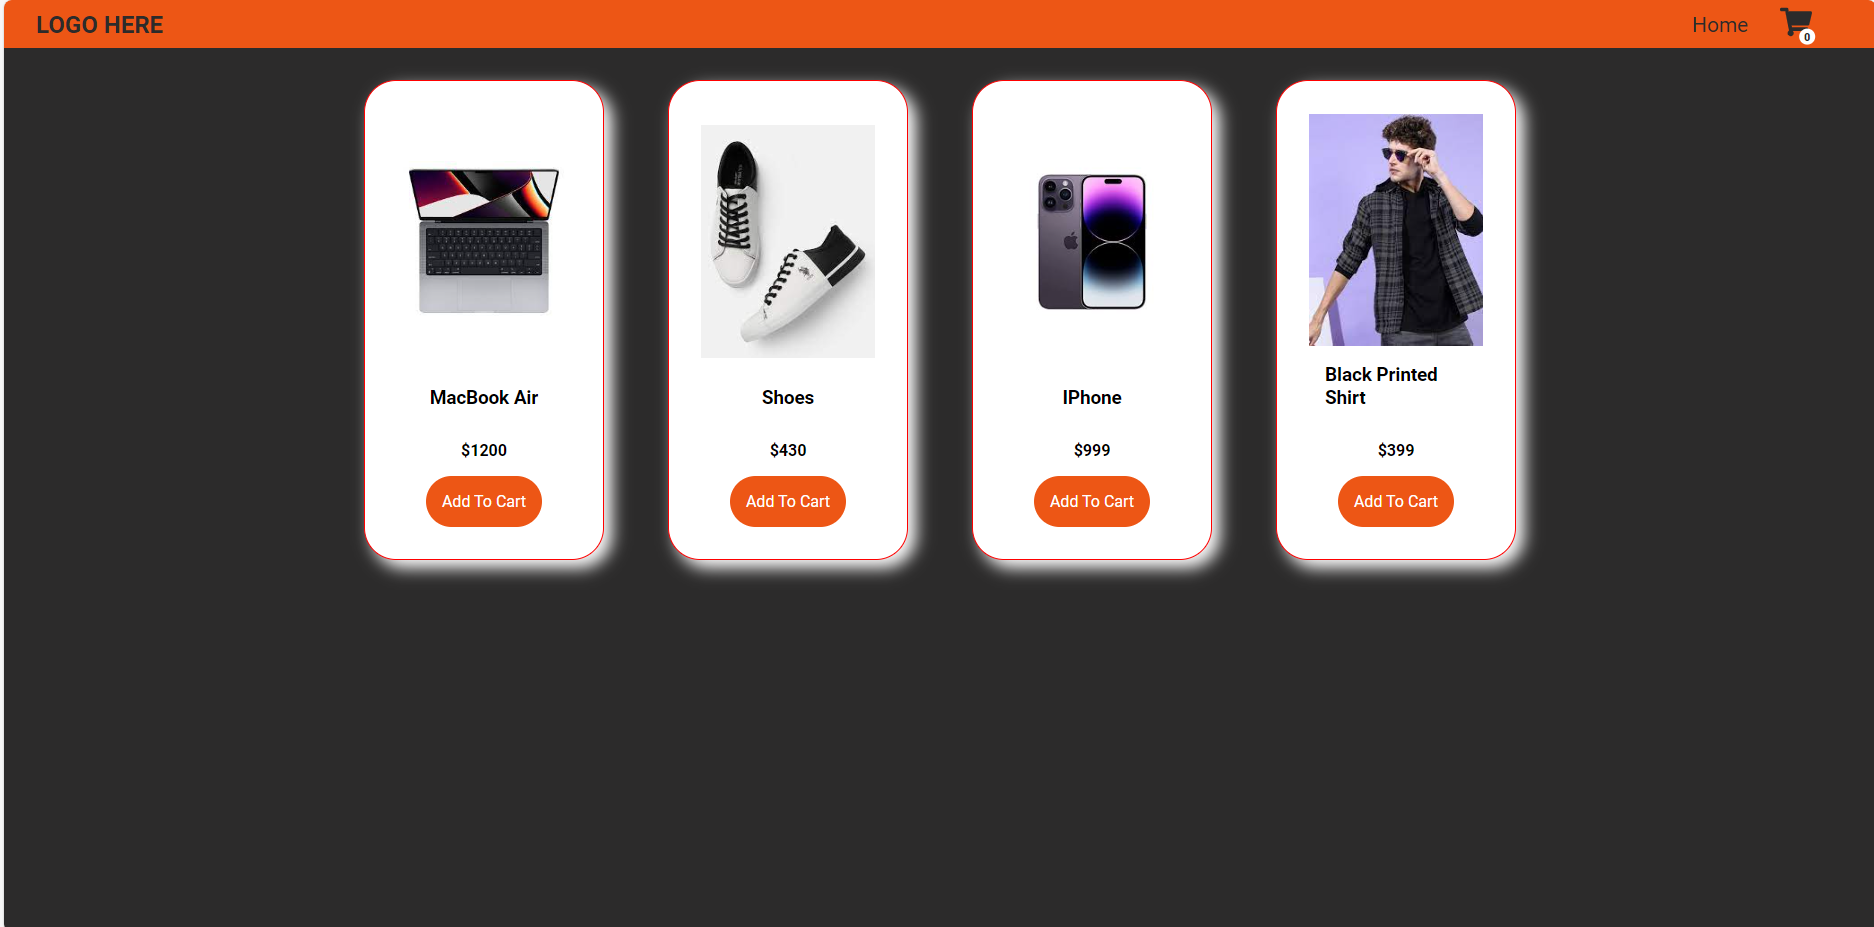 LOGO HERE
Home
0
MacBook Air
$1200
Add To Cart
Shoes
$430
Add To Cart
IPhone
$999
Add To Cart
Black Printed
Shirt
$399
Add To Cart